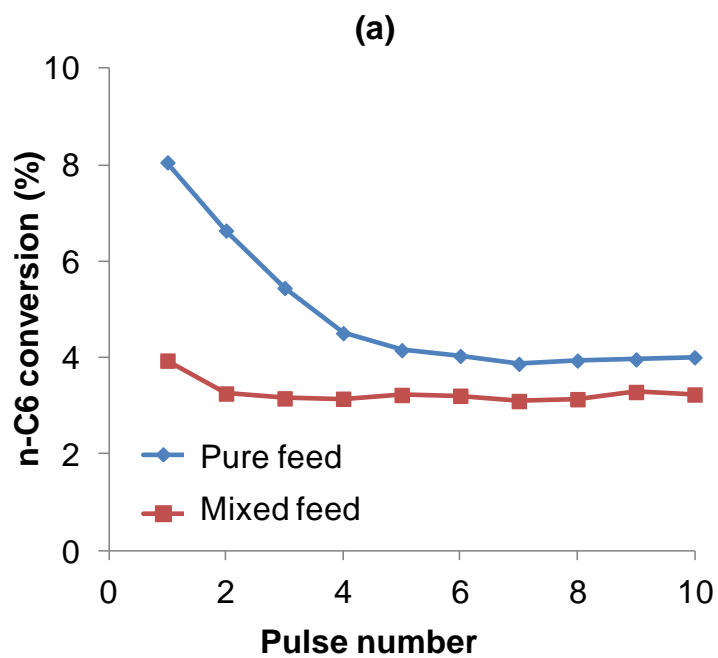 (a)
10
8
6
4
2
0
n-C6 conversion (%)
Pure feed
Mixed feed
0 2 4 6 8 10
Pulse number